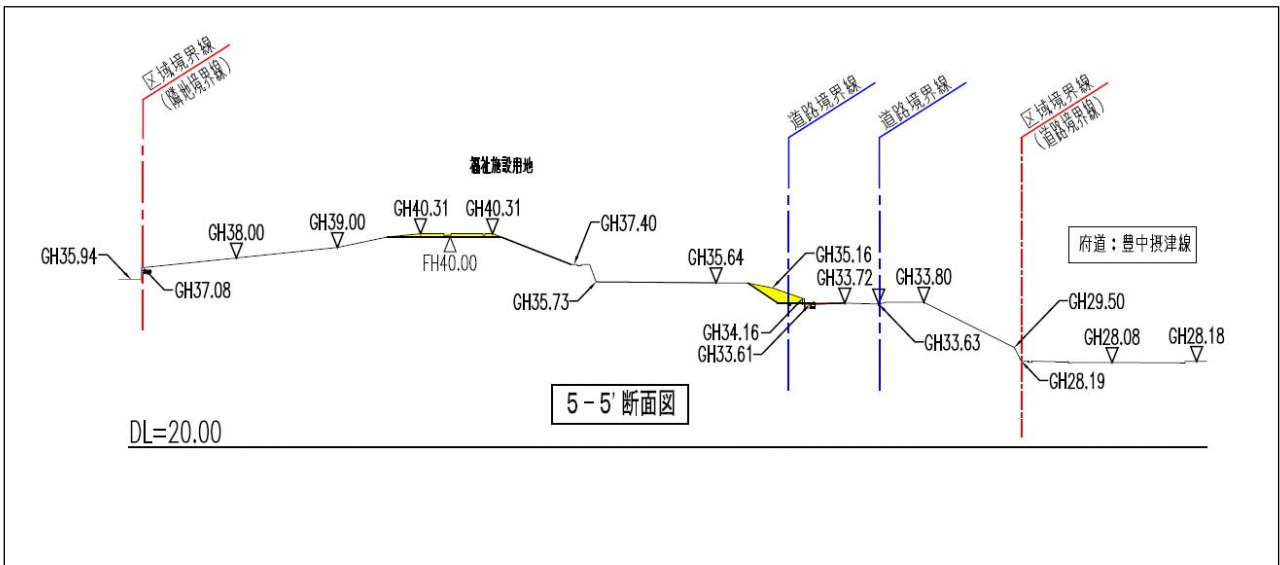 区域境界線
(隣地境界線)
道路境界線
道路境界線
区域境界線
(道路境界線)
福祉施設用地
府道:豊中摂津線
GH35.94
GH37.08
GH38.00
GH39.00
GH40.31
GH40.31
FH40.00
GH37.40
GH35.73
GH35.64
GH35.16
GH34.16
GH33.61
GH33.72
GH33.63
GH33.80
GH29.50
GH28.19
GH28.08
GH28.18
5-5'断面図
DL=20.00